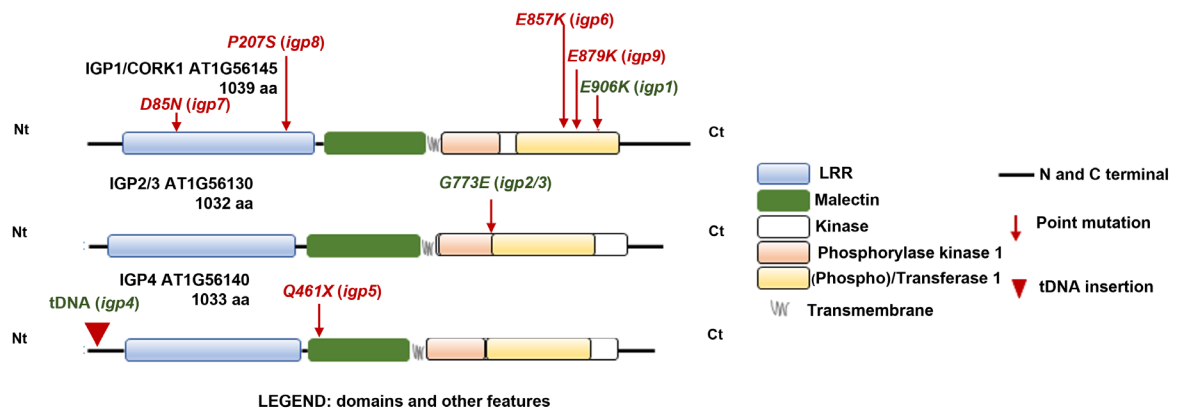 E857K (igp6)
P207S (igp8)
E879K (igp9)
IGP1/CORK1 AT1G56145
1039 aa
E906K (igp1)
D85N (igp7)
Nt
Ct
IGP2/3 AT1G56130
1032 aa
G773E (igp2/3)
Nt
Ct
IGP4 AT1G56140
1033 aa
tDNA (igp4)
Q461X (igp5)
Nt
Ct
LRR
Malectin
Kinase
Phosphorylase kinase 1
(Phospho)/Transferase 1
Transmembrane
N and C terminal
Point mutation
tDNA insertion
LEGEND: domains and other features